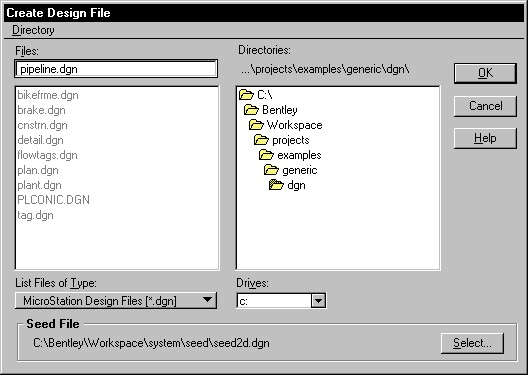 Create Design File
Directory
Files:
pipeline.dgn
bikefrme.dgn
brake.dgn
cnstrn.dgn
detail.dgn
flowtags.dgn
plan.dgn
plant.dgn
PLCONIC.DGN
tag.dgn
Directories:
...\projects\examples\generic\dgn\
C:\
Bentley
Workspace
projects
examples
generic
dgn
OK
Cancel
Help
List Files of Type:
MicroStation Design Files [*.dgn]
Drives:
c:
Seed File
C:\Bentley\Workspace\system\seed\seed2d.dgn
Select...